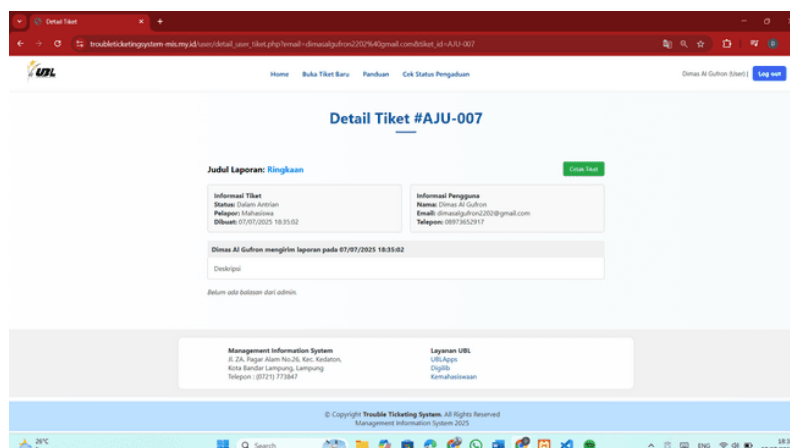 Detail Tiket
troubleticketingsystem-mis.my.id/user/detail_user_tiket.php?email=dimasalgufron2202%40gmail.com&tiket_id=AJU-007
UBL
Home Buka Tiket Baru Panduan Cek Status Pengaduan
Dimas Al Gufron (User) | Log out
Detail Tiket #AJU-007
Judul Laporan: Ringkaan
Cetak Tiket
Informasi Tiket
Status: Dalam Antrian
Pelapor: Mahasiswa
Dibuat: 07/07/2025 18:35:02
Informasi Pengguna
Nama: Dimas Al Gufron
Email: dimasalgufron2202@gmail.com
Telepon: 08973652917
Dimas Al Gufron mengirim laporan pada 07/07/2025 18:35:02
Deskripsi
Belum ada balasan dari admin.
Management Information System
Jl. ZA. Pagar Alam No.26, Kec. Kedaton,
Kota Bandar Lampung, Lampung
Telepon : (0721) 773847
Layanan UBL
UBLApps
Digilib
Kemahasiswaan
© Copyright Trouble Ticketing System. All Rights Reserved
Management Information System 2025
26°C
Search
ENG